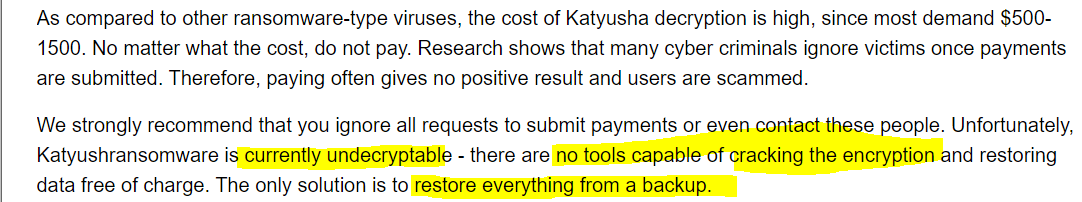 As compared to other ransomware-type viruses, the cost of Katyusha decryption is high, since most demand $500-
1500. No matter what the cost, do not pay. Research shows that many cyber criminals ignore victims once payments
are submitted. Therefore, paying often gives no positive result and users are scammed.
We strongly recommend that you ignore all requests to submit payments or even contact these people. Unfortunately,
Katyushransomware is currently undecryptable - there are no tools capable of cracking the encryption and restoring
data free of charge. The only solution is to restore everything from a backup.